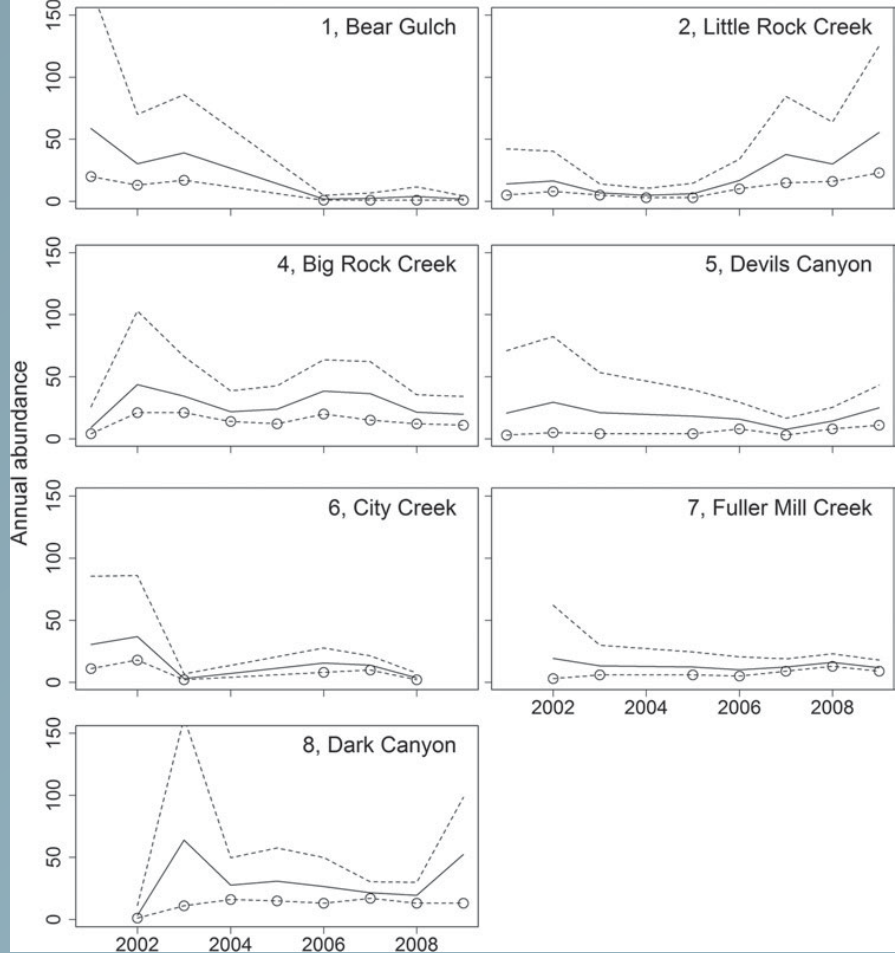 1, Bear Gulch
150
100
50
0
2, Little Rock Creek
4, Big Rock Creek
150
100
50
0
5, Devils Canyon
Annual abundance
6, City Creek
150
100
50
0
7, Fuller Mill Creek
2002 2004 2006 2008
8, Dark Canyon
150
100
50
0
2002 2004 2006 2008